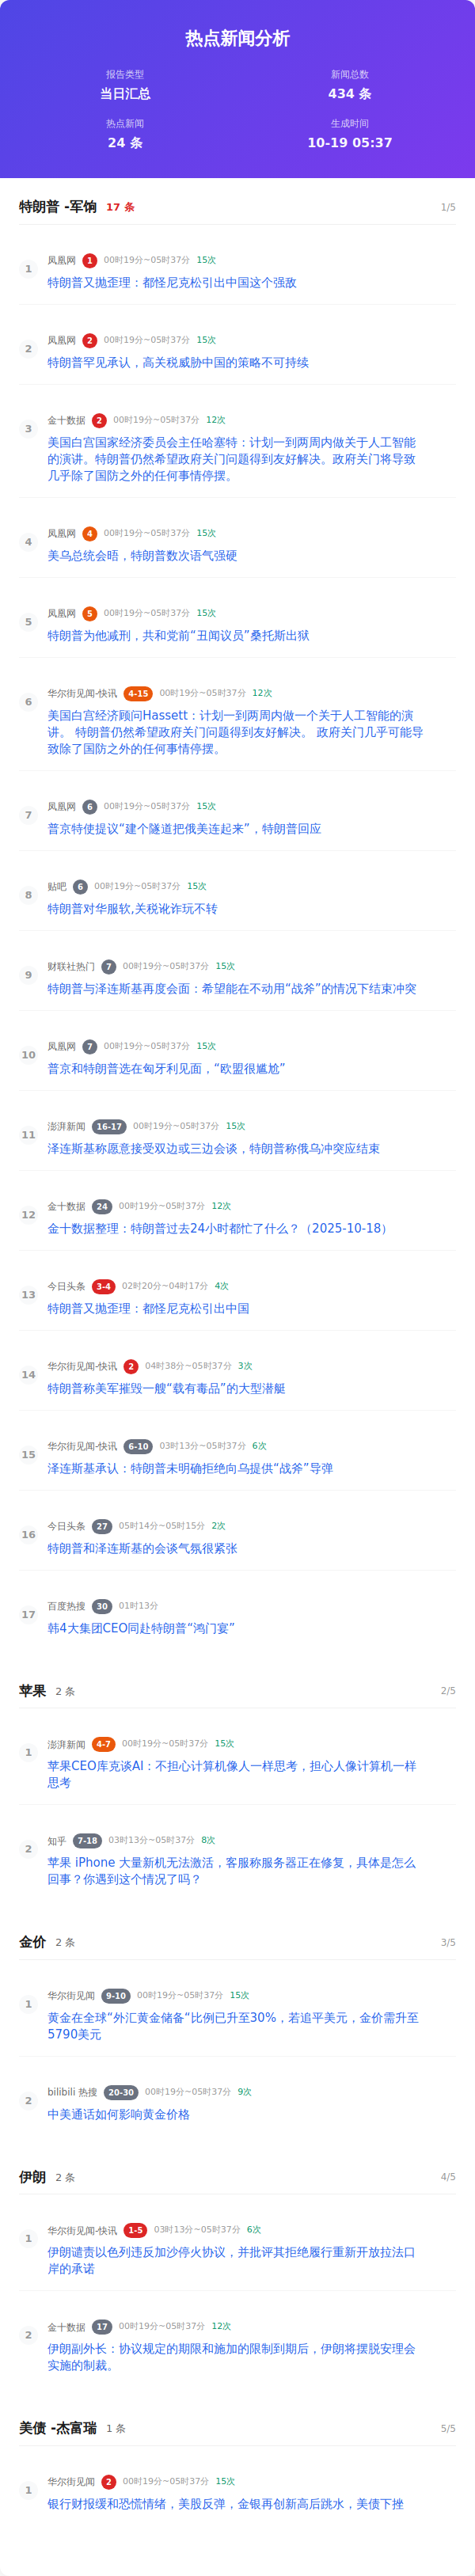 热点新闻分析
报告类型
当日汇总
新闻总数
434 条
热点新闻
24 条
生成时间
10-19 05:37
特朗普 -军饷 17 条 1/5
1
凤凰网 1 00时19分~05时37分 15次
特朗普又抛歪理：都怪尼克松引出中国这个强敌
2
凤凰网 2 00时19分~05时37分 15次
特朗普罕见承认，高关税威胁中国的策略不可持续
3
金十数据 2 00时19分~05时37分 12次
美国白宫国家经济委员会主任哈塞特：计划一到两周内做关于人工智能
的演讲。特朗普仍然希望政府关门问题得到友好解决。政府关门将导致
几乎除了国防之外的任何事情停摆。
4
凤凰网 4 00时19分~05时37分 15次
美乌总统会晤，特朗普数次语气强硬
5
凤凰网 5 00时19分~05时37分 15次
特朗普为他减刑，共和党前“丑闻议员”桑托斯出狱
6
华尔街见闻-快讯 4-15 00时19分~05时37分 12次
美国白宫经济顾问Hassett：计划一到两周内做一个关于人工智能的演
讲。 特朗普仍然希望政府关门问题得到友好解决。 政府关门几乎可能导
致除了国防之外的任何事情停摆。
7
凤凰网 6 00时19分~05时37分 15次
普京特使提议“建个隧道把俄美连起来”，特朗普回应
8
贴吧 6 00时19分~05时37分 15次
特朗普对华服软,关税讹诈玩不转
9
财联社热门 7 00时19分~05时37分 15次
特朗普与泽连斯基再度会面：希望能在不动用“战斧”的情况下结束冲突
10
凤凰网 7 00时19分~05时37分 15次
普京和特朗普选在匈牙利见面，“欧盟很尴尬”
11
澎湃新闻 16-17 00时19分~05时37分 15次
泽连斯基称愿意接受双边或三边会谈，特朗普称俄乌冲突应结束
12
金十数据 24 00时19分~05时37分 12次
金十数据整理：特朗普过去24小时都忙了什么？（2025-10-18）
13
今日头条 3-4 02时20分~04时17分 4次
特朗普又抛歪理：都怪尼克松引出中国
14
华尔街见闻-快讯 2 04时38分~05时37分 3次
特朗普称美军摧毁一艘“载有毒品”的大型潜艇
15
华尔街见闻-快讯 6-10 03时13分~05时37分 6次
泽连斯基承认：特朗普未明确拒绝向乌提供“战斧”导弹
16
今日头条 27 05时14分~05时15分 2次
特朗普和泽连斯基的会谈气氛很紧张
17
百度热搜 30 01时13分
韩4大集团CEO同赴特朗普“鸿门宴”
苹果 2 条 2/5
1
澎湃新闻 4-7 00时19分~05时37分 15次
苹果CEO库克谈AI：不担心计算机像人一样思考，担心人像计算机一样
思考
2
知乎 7-18 03时13分~05时37分 8次
苹果 iPhone 大量新机无法激活，客服称服务器正在修复，具体是怎么
回事？你遇到这个情况了吗？
金价 2 条 3/5
1
华尔街见闻 9-10 00时19分~05时37分 15次
黄金在全球“外汇黄金储备“比例已升至30%，若追平美元，金价需升至
5790美元
2
bilibili 热搜 20-30 00时19分~05时37分 9次
中美通话如何影响黄金价格
伊朗 2 条 4/5
1
华尔街见闻-快讯 1-5 03时13分~05时37分 6次
伊朗谴责以色列违反加沙停火协议，并批评其拒绝履行重新开放拉法口
岸的承诺
2
金十数据 17 00时19分~05时37分 12次
伊朗副外长：协议规定的期限和施加的限制到期后，伊朗将摆脱安理会
实施的制裁。
美债 -杰富瑞 1 条 5/5
1
华尔街见闻 2 00时19分~05时37分 15次
银行财报缓和恐慌情绪，美股反弹，金银再创新高后跳水，美债下挫